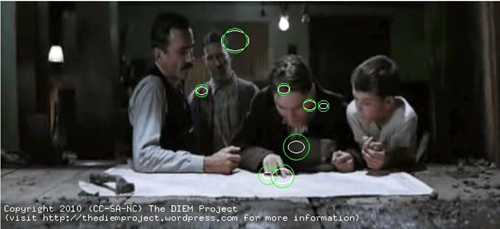 Copyright 2010 (CC-SA-NC) The DIEM Project
(visit http://thediemproject.wordpress.com for more information)